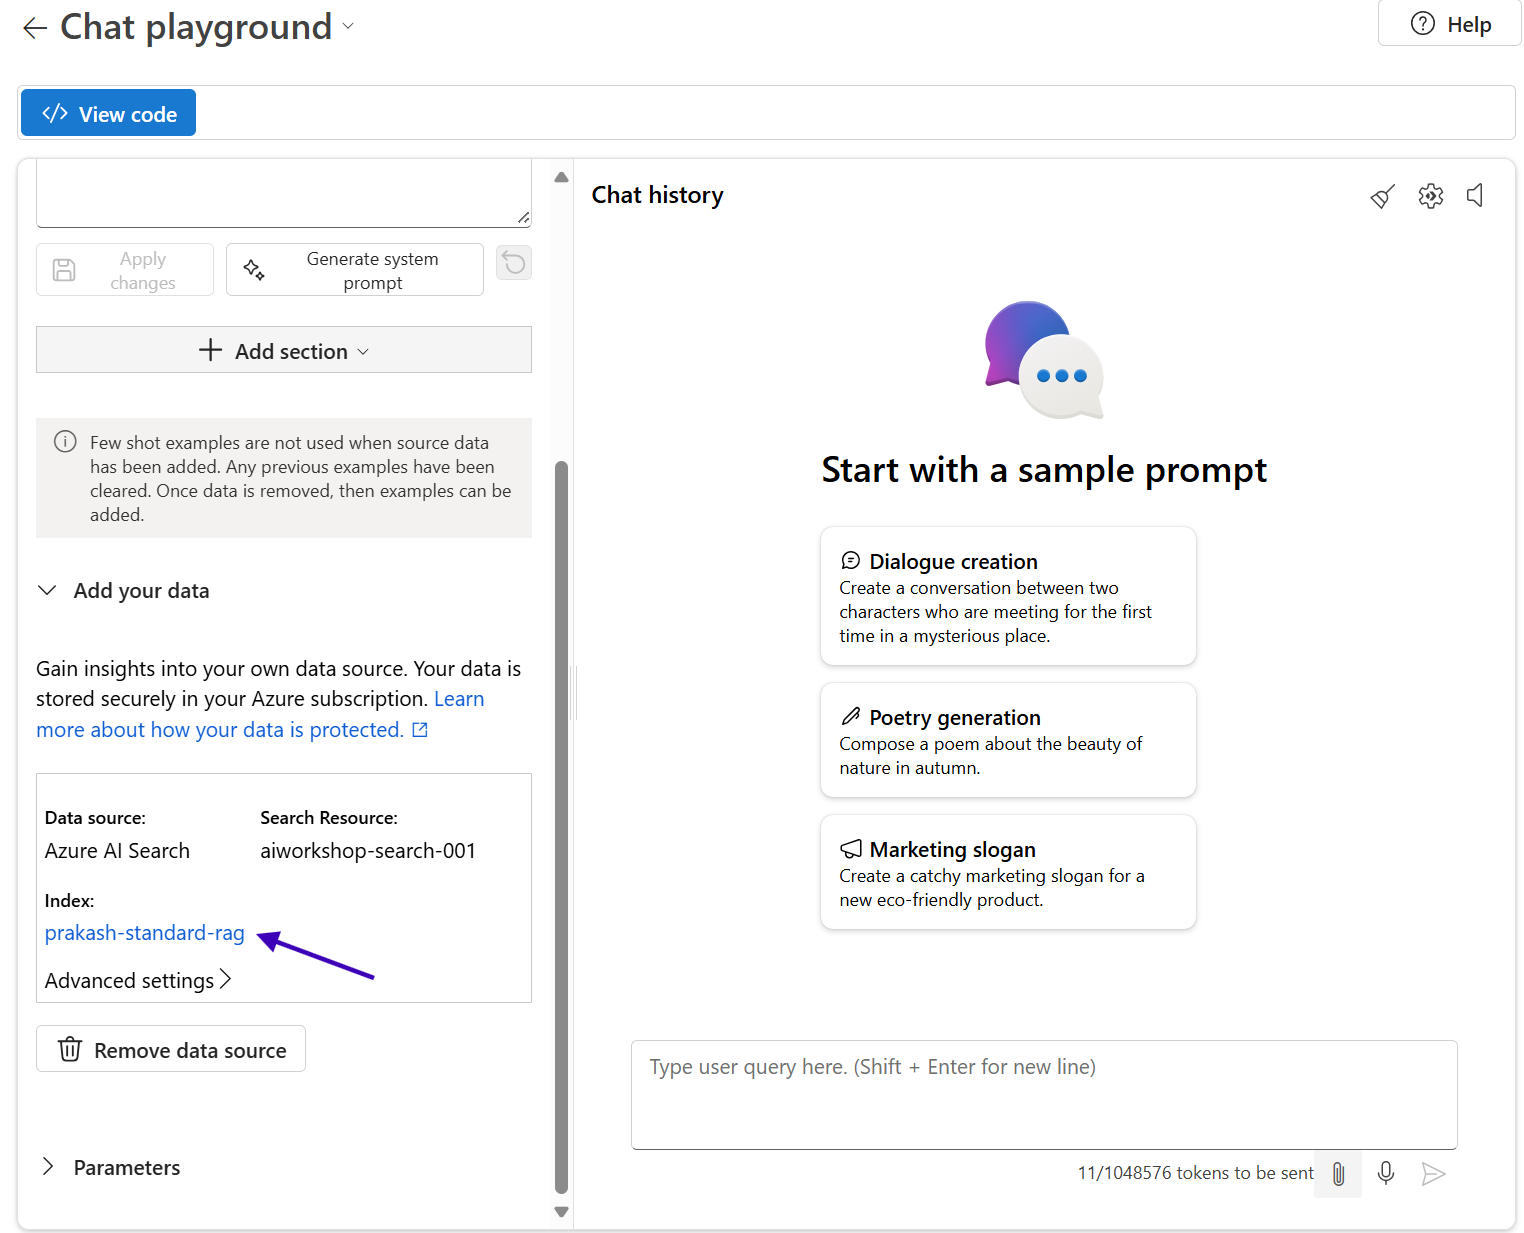 Chat playground
Help
View code
Apply
changes
Generate system
prompt
Add section
Few shot examples are not used when source data
has been added. Any previous examples have been
cleared. Once data is removed, then examples can be
added.
Add your data
Gain insights into your own data source. Your data is
stored securely in your Azure subscription. Learn
more about how your data is protected.
Data source:
Search Resource:
Azure AI Search
aiworkshop-search-001
Index:
prakash-standard-rag
Advanced settings
Remove data source
Parameters
Chat history
Start with a sample prompt
Dialogue creation
Create a conversation between two
characters who are meeting for the first
time in a mysterious place.
Poetry generation
Compose a poem about the beauty of
nature in autumn.
Marketing slogan
Create a catchy marketing slogan for a
new eco-friendly product.
Type user query here. (Shift + Enter for new line)
11/1048576 tokens to be sent